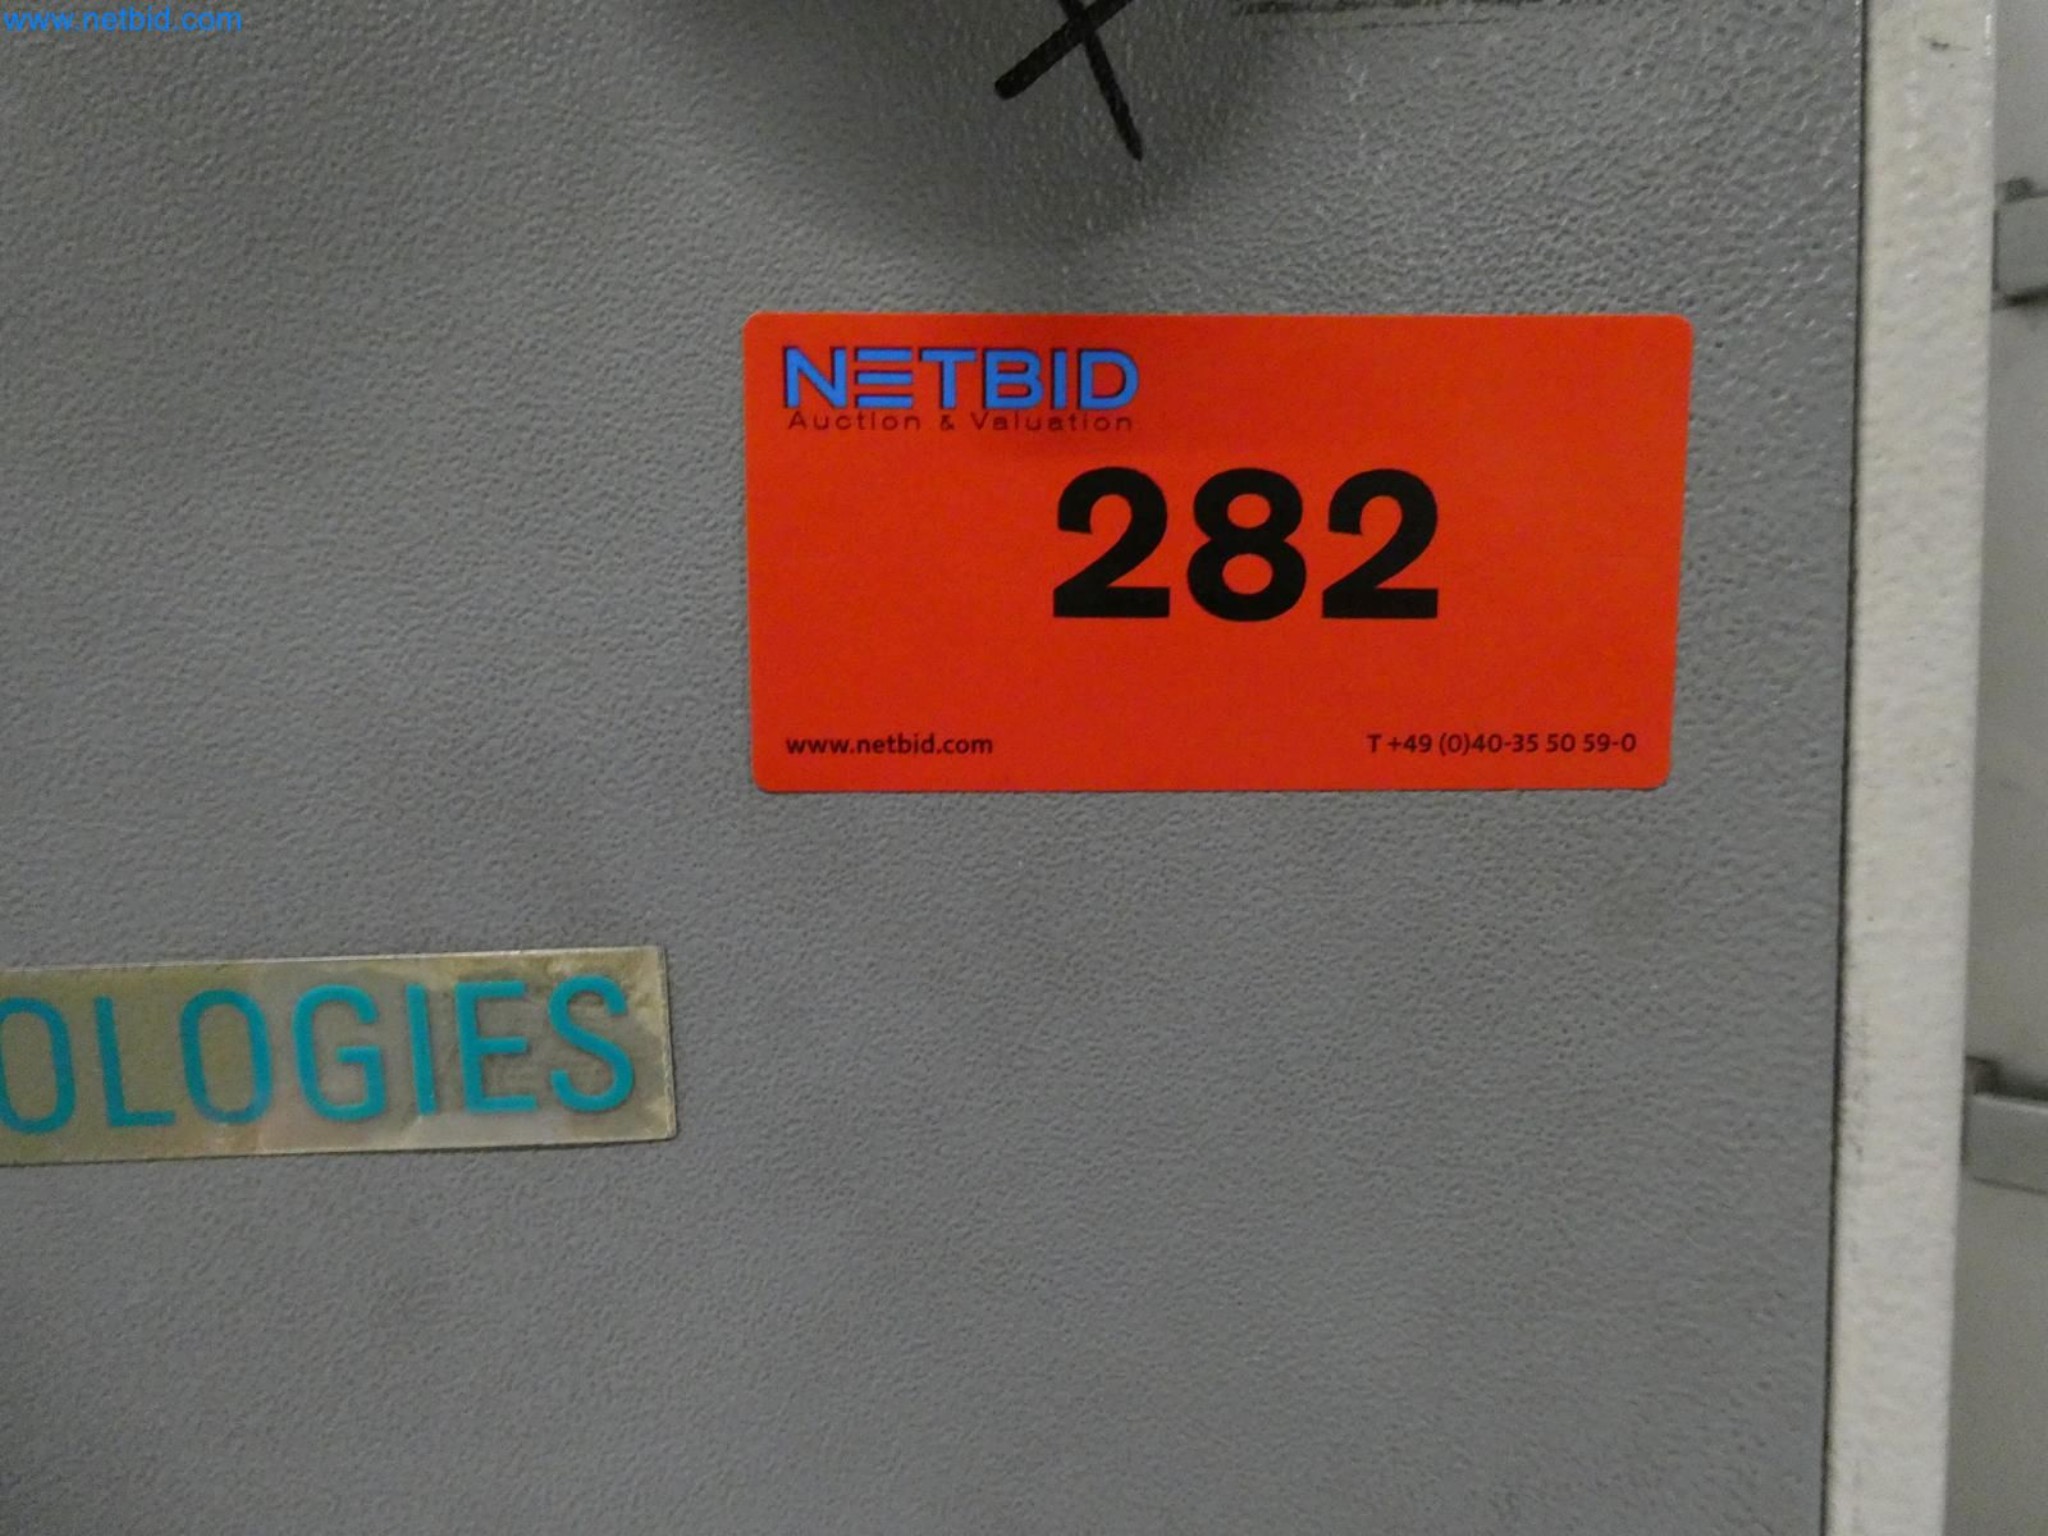 www.netbid.com
NETBID
Auction & Valuation
282
www.netbid.com T +49 (0)40-35 50 59-0
OLOGIES